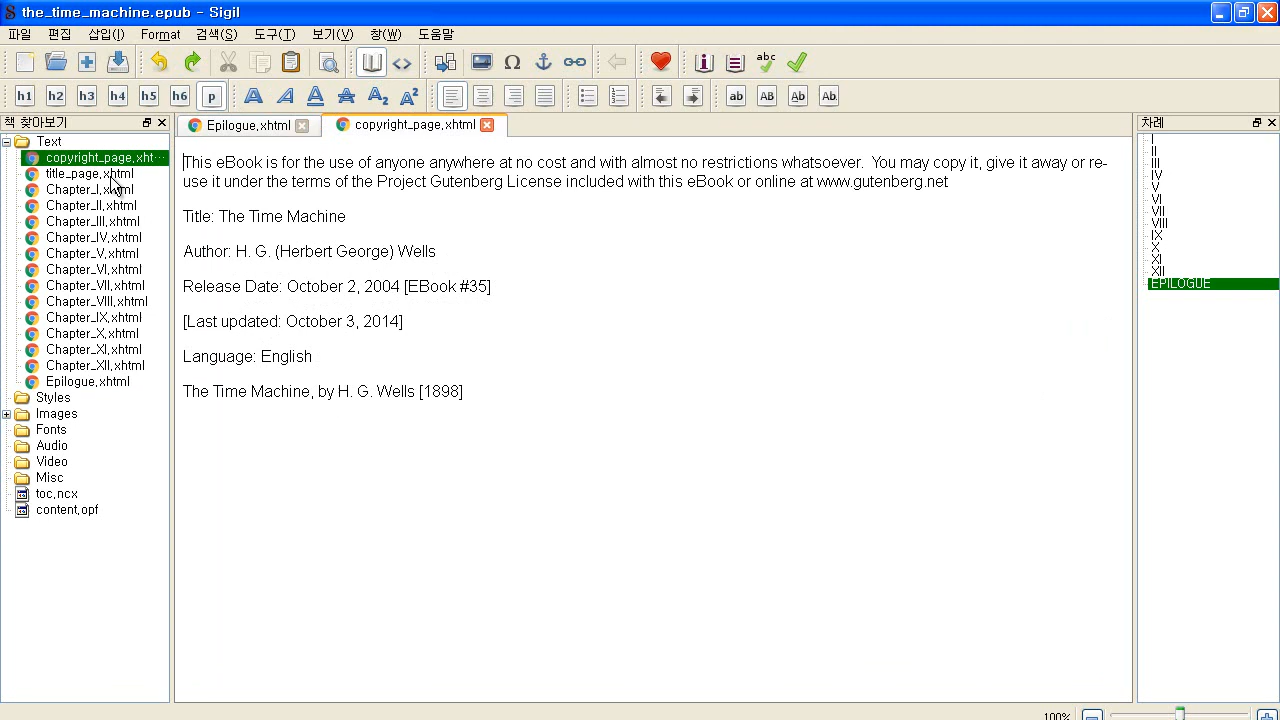 the_time_machine.epub - Sigil
파일 편집 삽입(I) Format 검색(S) 도구(T) 보기(V) 창(W) 도움말
h1 h2 h3 h4 h5 h6 p A A A A A2 A2 ab AB Ab Ab
책 찾아보기
Text
copyright_page.xht...
title_page.xhtml
Chapter_I.xhtml
Chapter_II.xhtml
Chapter_III.xhtml
Chapter_IV.xhtml
Chapter_V.xhtml
Chapter_VI.xhtml
Chapter_VII.xhtml
Chapter_VIII.xhtml
Chapter_IX.xhtml
Chapter_X.xhtml
Chapter_XI.xhtml
Chapter_XII.xhtml
Epilogue.xhtml
Styles
Images
Fonts
Audio
Video
Misc
toc.ncx
content.opf
Epilogue.xhtml copyright_page.xhtml
This eBook is for the use of anyone anywhere at no cost and with almost no restrictions whatsoever. You may copy it, give it away or re-
use it under the terms of the Project Gutenberg License included with this eBook or online at www.gutenberg.net
Title: The Time Machine
Author: H. G. (Herbert George) Wells
Release Date: October 2, 2004 [EBook #35]
[Last updated: October 3, 2014]
Language: English
The Time Machine, by H. G. Wells [1898]
차례
I
II
III
IV
V
VI
VII
VIII
IX
X
XI
XII
EPILOGUE
100%